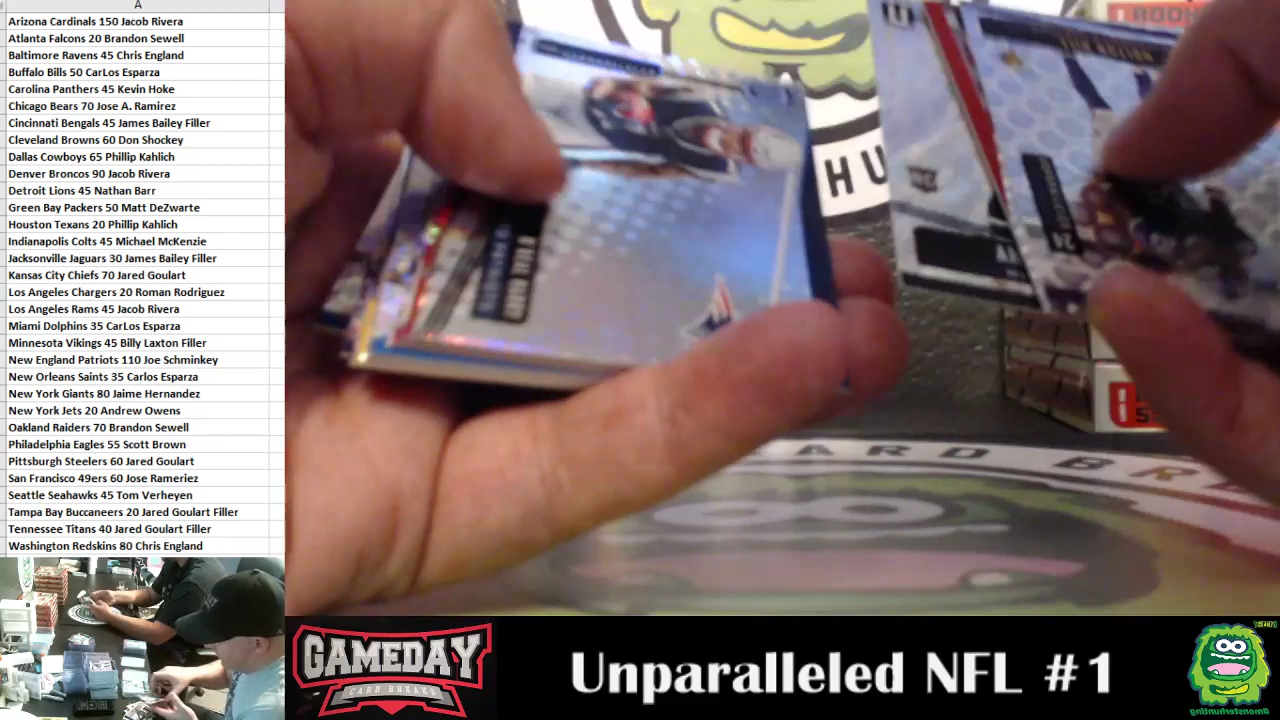 A
Arizona Cardinals 150 Jacob Rivera
Atlanta Falcons 20 Brandon Sewell
Baltimore Ravens 45 Chris England
Buffalo Bills 50 CarLos Esparza
Carolina Panthers 45 Kevin Hoke
Chicago Bears 70 Jose A. Ramirez
Cincinnati Bengals 45 James Bailey Filler
Cleveland Browns 60 Don Shockey
Dallas Cowboys 65 Phillip Kahlich
Denver Broncos 90 Jacob Rivera
Detroit Lions 45 Nathan Barr
Green Bay Packers 50 Matt DeZwarte
Houston Texans 20 Phillip Kahlich
Indianapolis Colts 45 Michael McKenzie
Jacksonville Jaguars 30 James Bailey Filler
Kansas City Chiefs 70 Jared Goulart
Los Angeles Chargers 20 Roman Rodriguez
Los Angeles Rams 45 Jacob Rivera
Miami Dolphins 35 CarLos Esparza
Minnesota Vikings 45 Billy Laxton Filler
New England Patriots 110 Joe Schminkey
New Orleans Saints 35 Carlos Esparza
New York Giants 80 Jaime Hernandez
New York Jets 20 Andrew Owens
Oakland Raiders 70 Brandon Sewell
Philadelphia Eagles 55 Scott Brown
Pittsburgh Steelers 60 Jared Goulart
San Francisco 49ers 60 Jose Rameriez
Seattle Seahawks 45 Tom Verheyen
Tampa Bay Buccaneers 20 Jared Goulart Filler
Tennessee Titans 40 Jared Goulart Filler
Washington Redskins 80 Chris England
HU
ARD BRE
24
GAMEDAY
CARD BREAKS
Unparalleled NFL #1
#monsterhunting